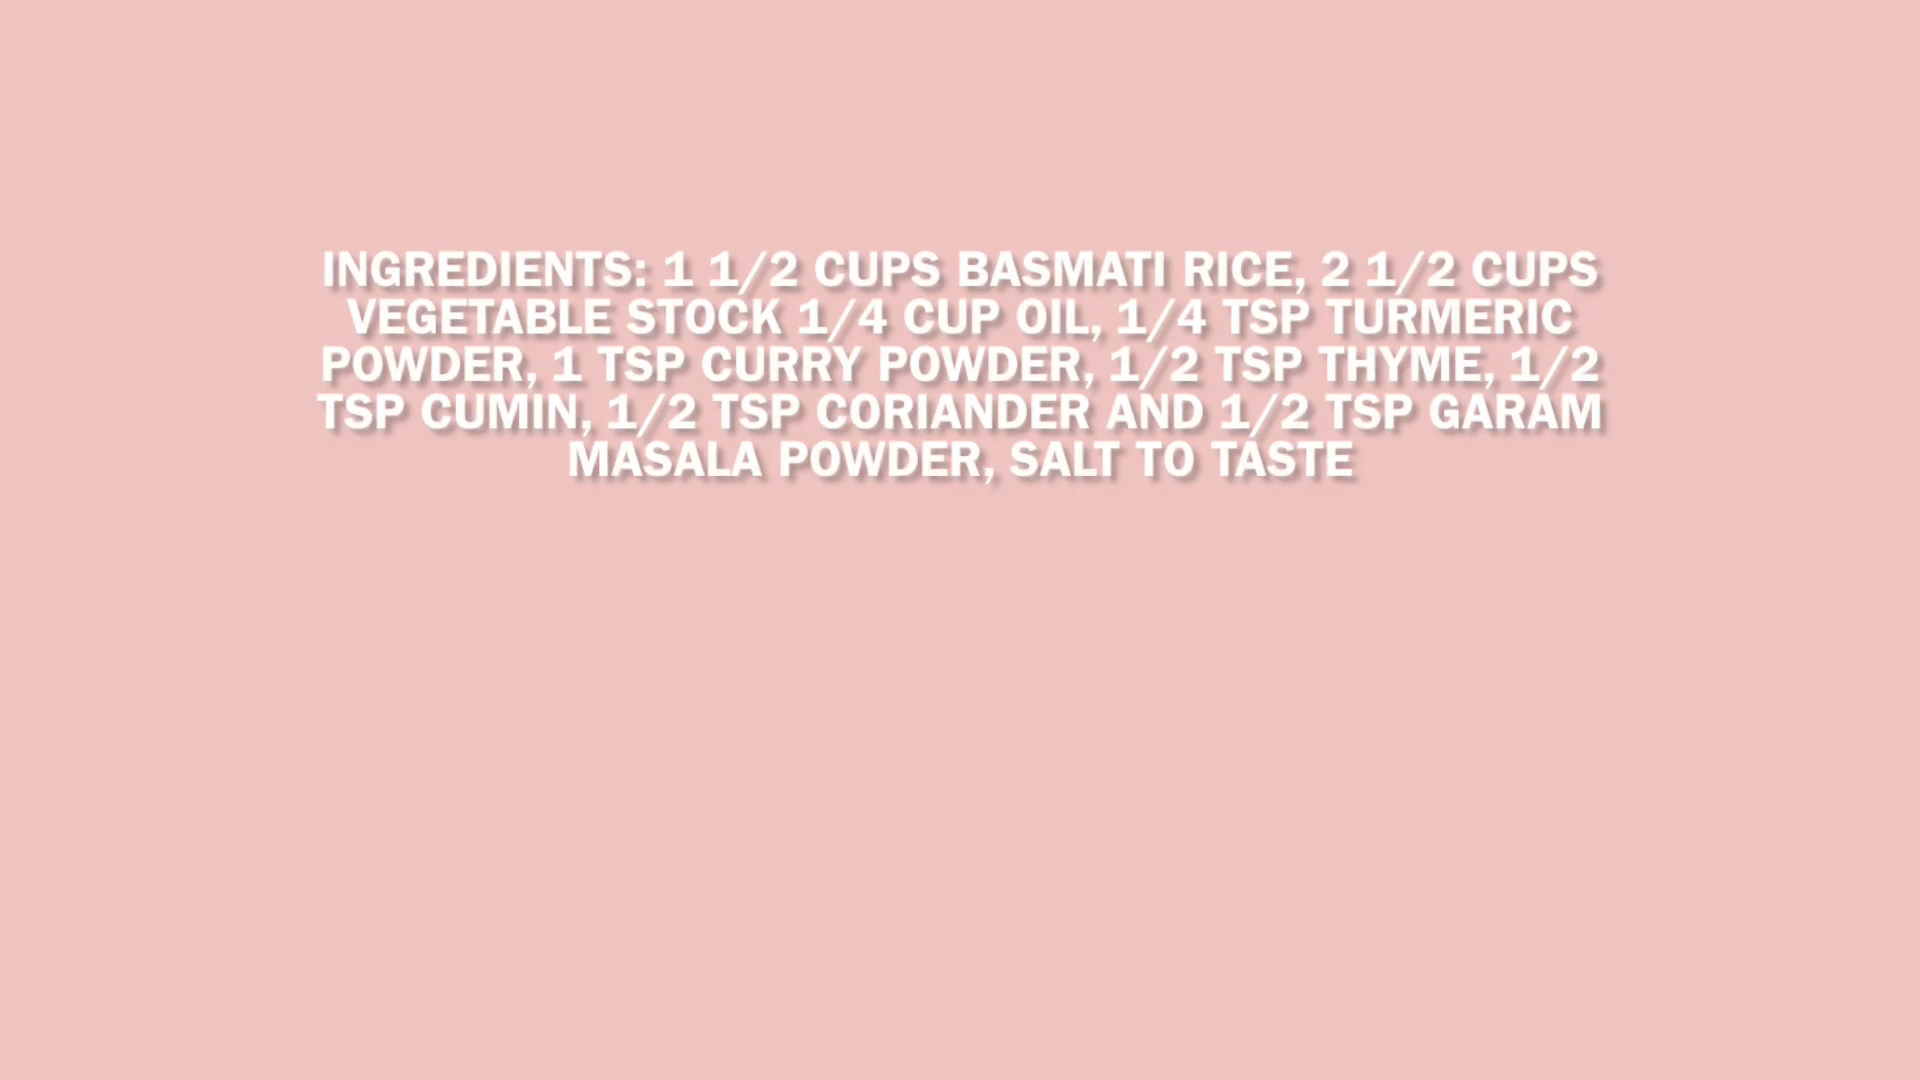 INGREDIENTS: 1 1/2 CUPS BASMATI RICE, 2 1/2 CUPS
VEGETABLE STOCK 1/4 CUP OIL, 1/4 TSP TURMERIC
POWDER, 1 TSP CURRY POWDER, 1/2 TSP THYME, 1/2
TSP CUMIN, 1/2 TSP CORIANDER AND 1/2 TSP GARAM
MASALA POWDER, SALT TO TASTE